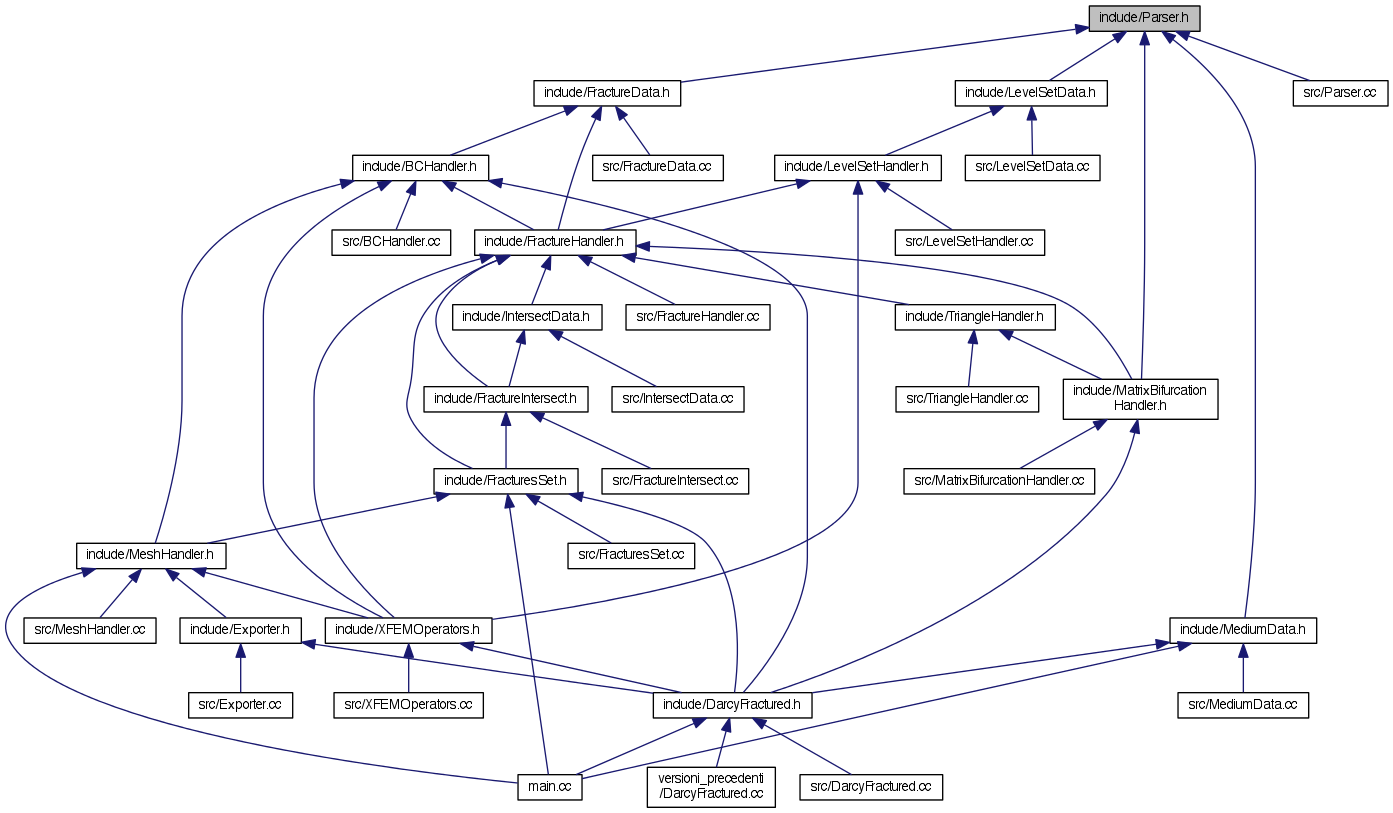 include/Parser.h
include/FractureData.h
include/LevelSetData.h
src/Parser.cc
include/BCHandler.h
src/FractureData.cc
include/LevelSetHandler.h
src/LevelSetData.cc
src/BCHandler.cc
include/FractureHandler.h
src/LevelSetHandler.cc
include/IntersectData.h
src/FractureHandler.cc
include/TriangleHandler.h
include/FractureIntersect.h
src/IntersectData.cc
src/TriangleHandler.cc
include/MatrixBifurcation
Handler.h
include/FracturesSet.h
src/FractureIntersect.cc
src/MatrixBifurcationHandler.cc
include/MeshHandler.h
src/FracturesSet.cc
src/MeshHandler.cc
include/Exporter.h
include/XFEMOperators.h
include/MediumData.h
src/Exporter.cc
src/XFEMOperators.cc
include/DarcyFractured.h
src/MediumData.cc
main.cc
versioni_precedenti
/DarcyFractured.cc
src/DarcyFractured.cc